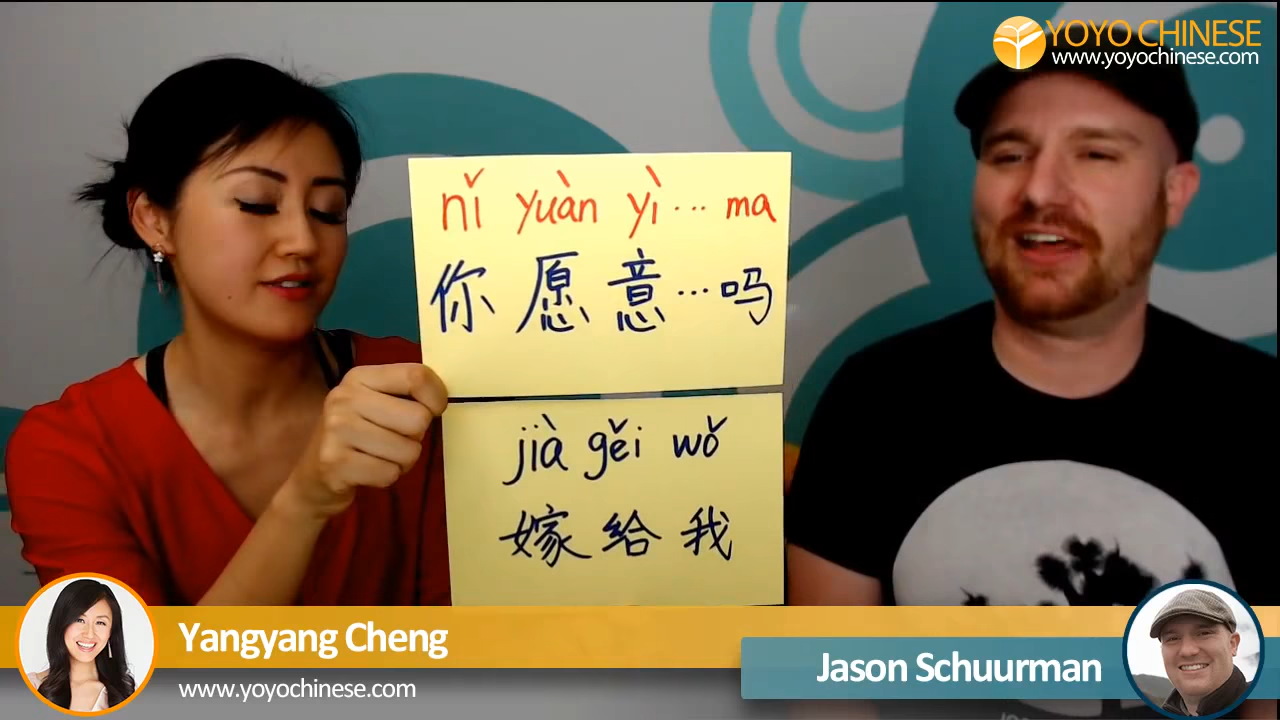 YOYO CHINESE
www.yoyochinese.com
nǐ yuàn yì ... ma
你 愿 意 ... 吗
jià gěi wǒ
嫁 给 我
Yangyang Cheng
www.yoyochinese.com
Jason Schuurman